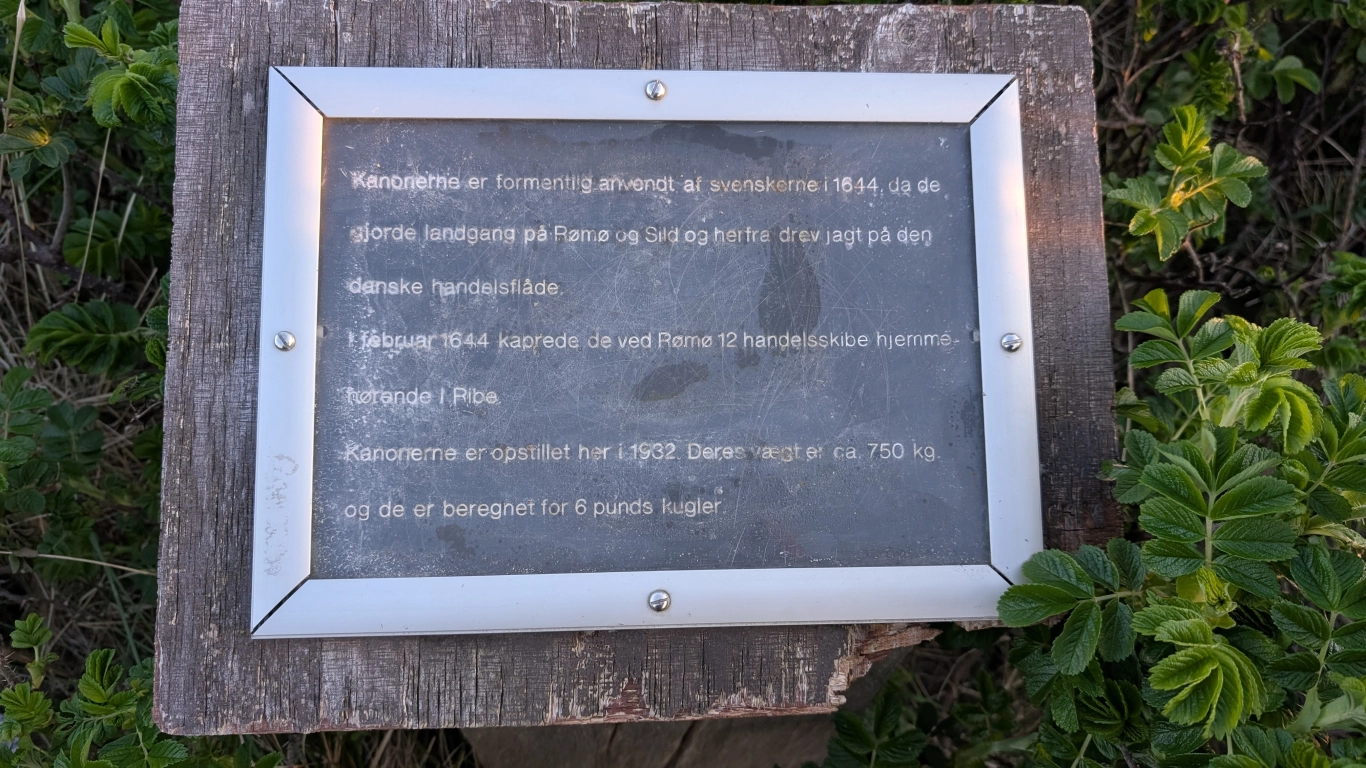 Kanonerne er formentlig anvendt af svenskerne i 1644, da de
gjorde landgang på Rømø og Sild og herfra drev jagt på den
danske handelsflåde.
I februar 1644 kaprede de ved Rømø 12 handelsskibe hjemme-
hørende i Ribe.
Kanonerne er opstillet her i 1932. Deres vægt er ca. 750 kg.
og de er beregnet for 6 punds kugler